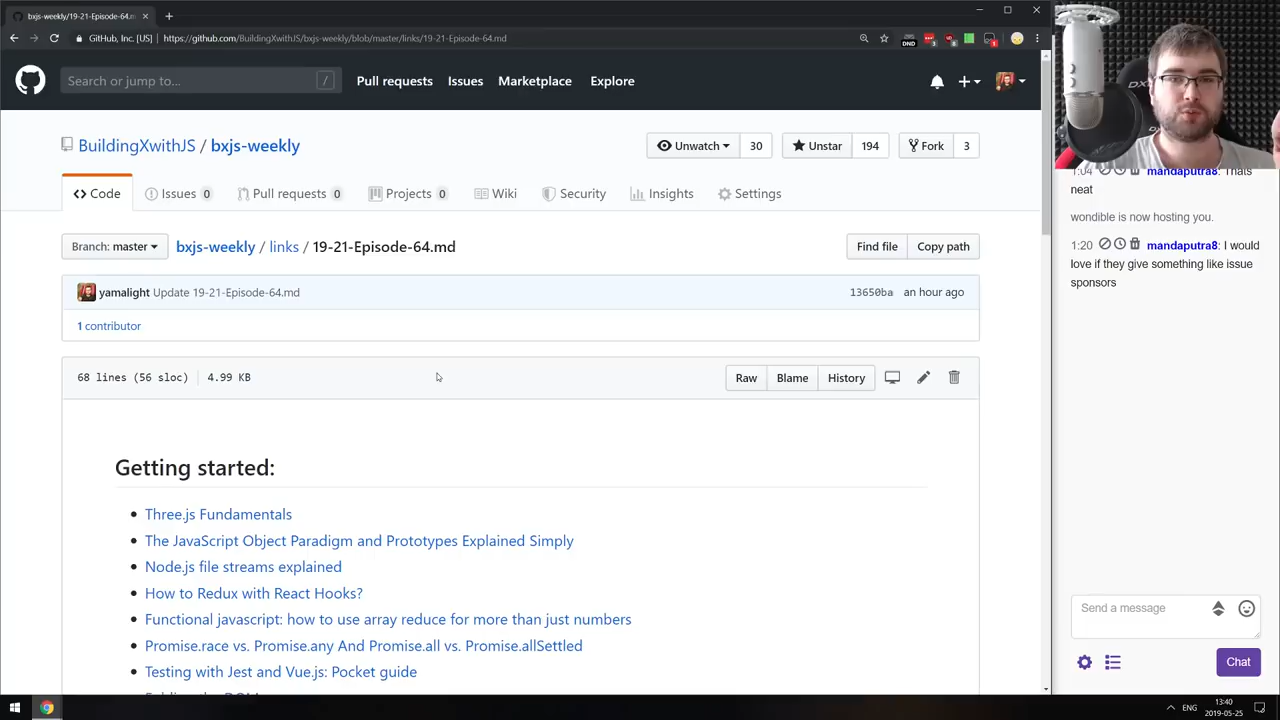 bxjs-weekly/19-21-Episode-64.md
GitHub, Inc. [US] | https://github.com/BuildingXwithJS/bxjs-weekly/blob/master/links/19-21-Episode-64.md
DND
Search or jump to...
/
Pull requests
Issues
Marketplace
Explore
BuildingXwithJS / bxjs-weekly
Unwatch
30
Unstar
194
Fork
3
Code
Issues 0
Pull requests 0
Projects 0
Wiki
Security
Insights
Settings
Branch: master
bxjs-weekly / links / 19-21-Episode-64.md
Find file
Copy path
yamalight Update 19-21-Episode-64.md
13650ba an hour ago
1 contributor
68 lines (56 sloc) | 4.99 KB
Raw
Blame
History
Getting started:
Three.js Fundamentals
The JavaScript Object Paradigm and Prototypes Explained Simply
Node.js file streams explained
How to Redux with React Hooks?
Functional javascript: how to use array reduce for more than just numbers
Promise.race vs. Promise.any And Promise.all vs. Promise.allSettled
Testing with Jest and Vue.js: Pocket guide
DX
1:04 mandaputra8: Thats
neat
wondible is now hosting you.
1:20 mandaputra8: I would
love if they give something like issue
sponsors
Send a message
Chat
ENG
13:40
2019-05-25